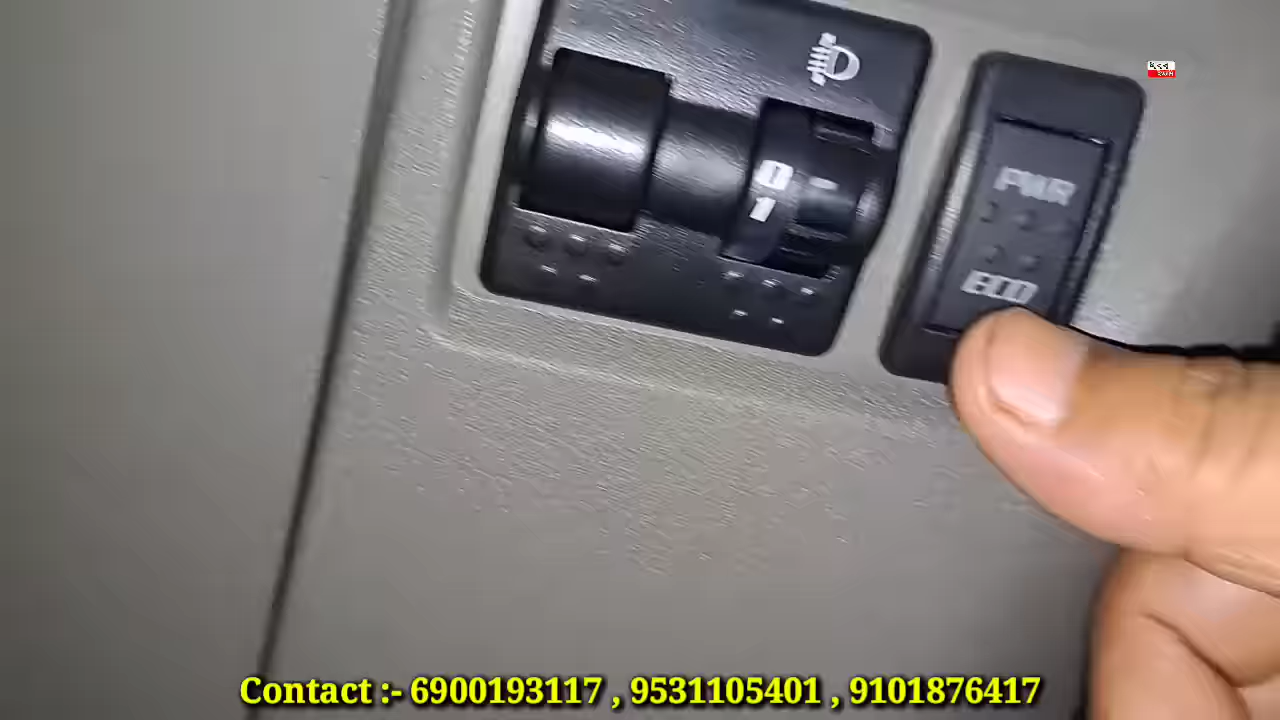 0
1
PWR
ECO
Contact :- 6900193117 , 9531105401 , 9101876417